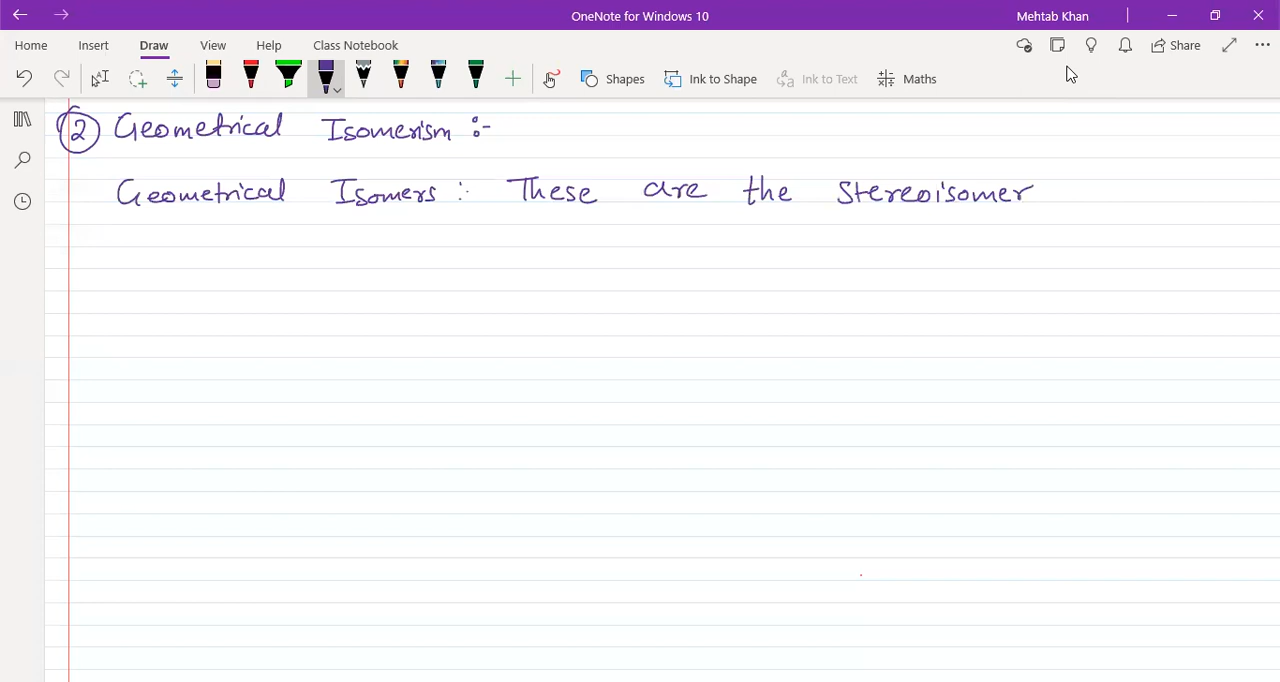 OneNote for Windows 10
Mehtab Khan
Home Insert Draw View Help Class Notebook Share
Shapes Ink to Shape Ink to Text Maths
2 Geometrical Isomerism :-
Geometrical Isomers : These are the Stereoisomer